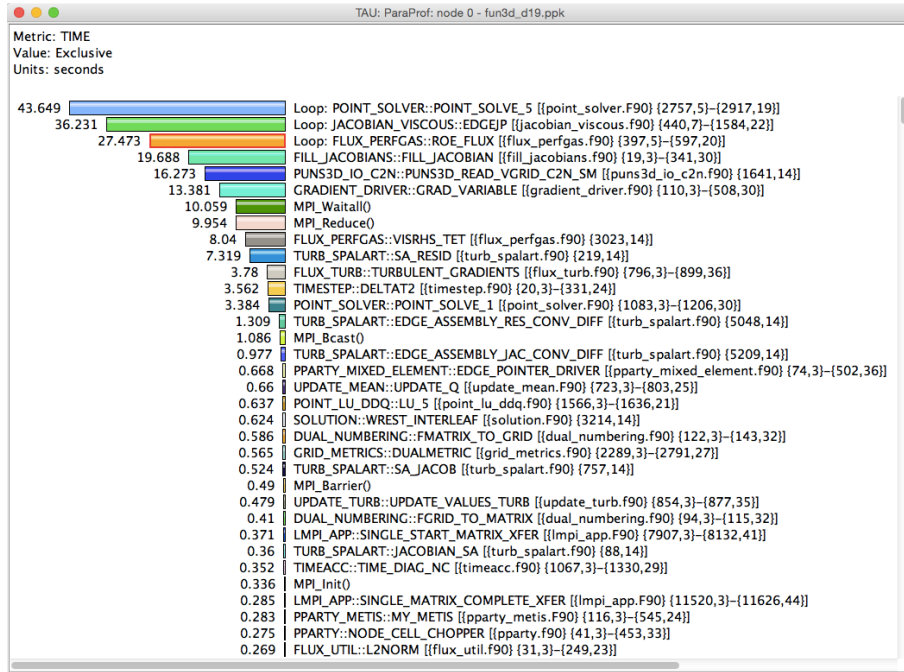 TAU: ParaProf: node 0 - fun3d_d19.ppk
Metric: TIME
Value: Exclusive
Units: seconds
43.649 Loop: POINT_SOLVER::POINT_SOLVE_5 [{point_solver.F90} {2757,5}-{2917,19}]
36.231 Loop: JACOBIAN_VISCOUS::EDGEJP [{jacobian_viscous.f90} {440,7}-{1584,22}]
27.473 Loop: FLUX_PERFGAS::ROE_FLUX [{flux_perfgas.f90} {397,5}-{597,20}]
19.688 FILL_JACOBIANS::FILL_JACOBIAN [{fill_jacobians.f90} {19,3}-{341,30}]
16.273 PUNS3D_IO_C2N::PUNS3D_READ_VGRID_C2N_SM [{puns3d_io_c2n.f90} {1641,14}]
13.381 GRADIENT_DRIVER::GRAD_VARIABLE [{gradient_driver.f90} {110,3}-{508,30}]
10.059 MPI_Waitall()
9.954 MPI_Reduce()
8.04 FLUX_PERFGAS::VISRHS_TET [{flux_perfgas.f90} {3023,14}]
7.319 TURB_SPALART::SA_RESID [{turb_spalart.f90} {219,14}]
3.78 FLUX_TURB::TURBULENT_GRADIENTS [{flux_turb.f90} {796,3}-{899,36}]
3.562 TIMESTEP::DELTAT2 [{timestep.f90} {20,3}-{331,24}]
3.384 POINT_SOLVER::POINT_SOLVE_1 [{point_solver.F90} {1083,3}-{1206,30}]
1.309 TURB_SPALART::EDGE_ASSEMBLY_RES_CONV_DIFF [{turb_spalart.f90} {5048,14}]
1.086 MPI_Bcast()
0.977 TURB_SPALART::EDGE_ASSEMBLY_JAC_CONV_DIFF [{turb_spalart.f90} {5209,14}]
0.668 PPARTY_MIXED_ELEMENT::EDGE_POINTER_DRIVER [{pparty_mixed_element.f90} {74,3}-{502,36}]
0.66 UPDATE_MEAN::UPDATE_Q [{update_mean.F90} {723,3}-{803,25}]
0.637 POINT_LU_DDQ::LU_5 [{point_lu_ddq.f90} {1566,3}-{1636,21}]
0.624 SOLUTION::WREST_INTERLEAF [{solution.F90} {3214,14}]
0.586 DUAL_NUMBERING::FMATRIX_TO_GRID [{dual_numbering.f90} {122,3}-{143,32}]
0.565 GRID_METRICS::DUALMETRIC [{grid_metrics.f90} {2289,3}-{2791,27}]
0.524 TURB_SPALART::SA_JACOB [{turb_spalart.f90} {757,14}]
0.49 MPI_Barrier()
0.479 UPDATE_TURB::UPDATE_VALUES_TURB [{update_turb.f90} {854,3}-{877,35}]
0.41 DUAL_NUMBERING::FGRID_TO_MATRIX [{dual_numbering.f90} {94,3}-{115,32}]
0.371 LMPI_APP::SINGLE_START_MATRIX_XFER [{lmpi_app.F90} {7907,3}-{8132,41}]
0.36 TURB_SPALART::JACOBIAN_SA [{turb_spalart.f90} {88,14}]
0.352 TIMEACC::TIME_DIAG_NC [{timeacc.f90} {1067,3}-{1330,29}]
0.336 MPI_Init()
0.285 LMPI_APP::SINGLE_MATRIX_COMPLETE_XFER [{lmpi_app.F90} {11520,3}-{11626,44}]
0.283 PPARTY_METIS::MY_METIS [{pparty_metis.F90} {116,3}-{545,24}]
0.275 PPARTY::NODE_CELL_CHOPPER [{pparty.f90} {41,3}-{453,33}]
0.269 FLUX_UTIL::L2NORM [{flux_util.f90} {31,3}-{249,23}]